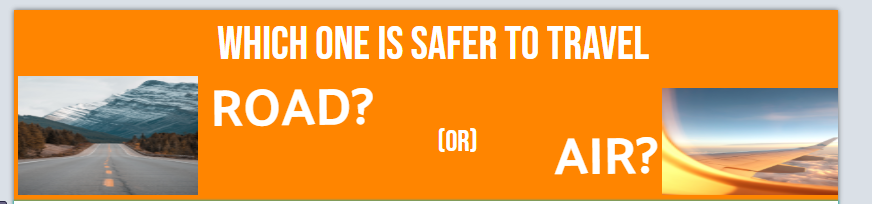 WHICH ONE IS SAFER TO TRAVEL
ROAD?
(OR)
AIR?